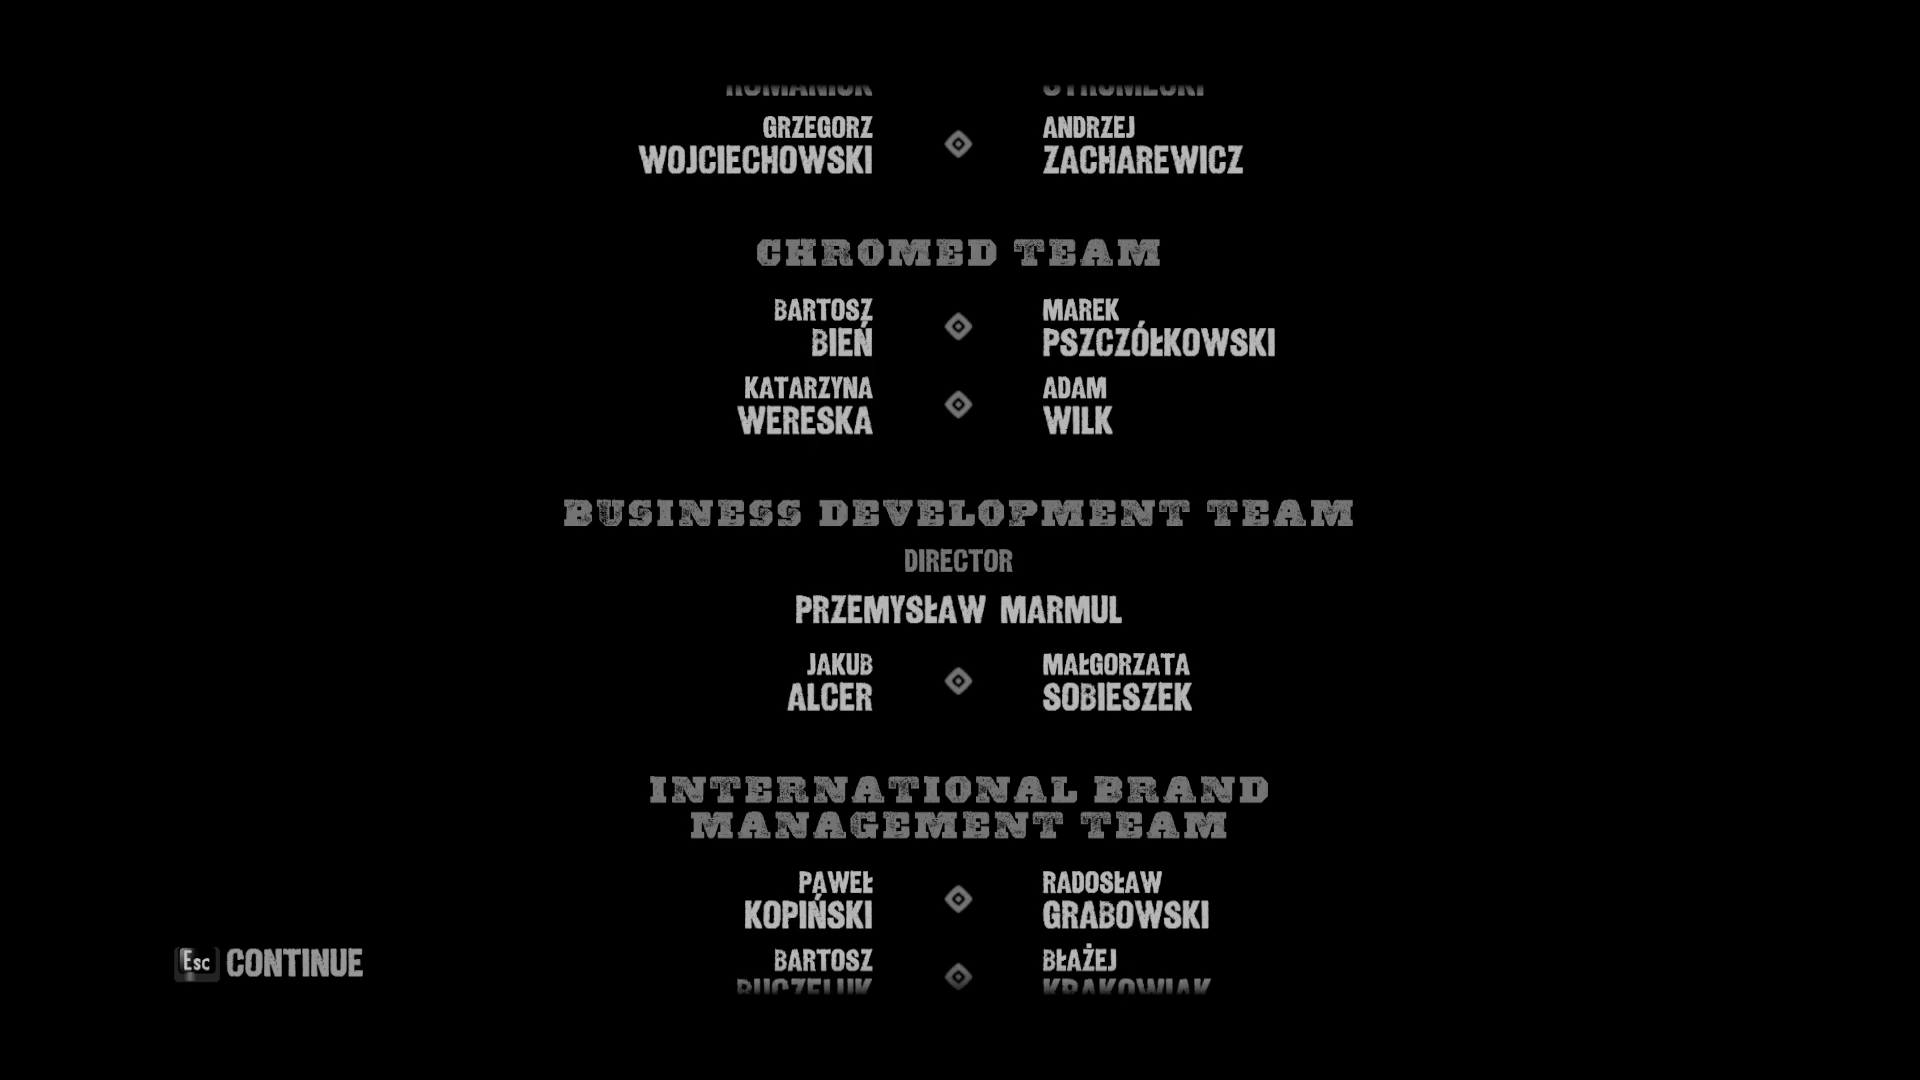 GRZEGORZ
WOJCIECHOWSKI
ANDRZEJ
ZACHAREWICZ
CHROMED TEAM
BARTOSZ
BIEŃ
MAREK
PSZCZÓŁKOWSKI
KATARZYNA
WERESKA
ADAM
WILK
BUSINESS DEVELOPMENT TEAM
DIRECTOR
PRZEMYSŁAW MARMUL
JAKUB
ALCER
MAŁGORZATA
SOBIESZEK
INTERNATIONAL BRAND
MANAGEMENT TEAM
PAWEŁ
KOPIŃSKI
RADOSŁAW
GRABOWSKI
BARTOSZ
BŁAŻEJ
KRAKOWIAK
Esc CONTINUE